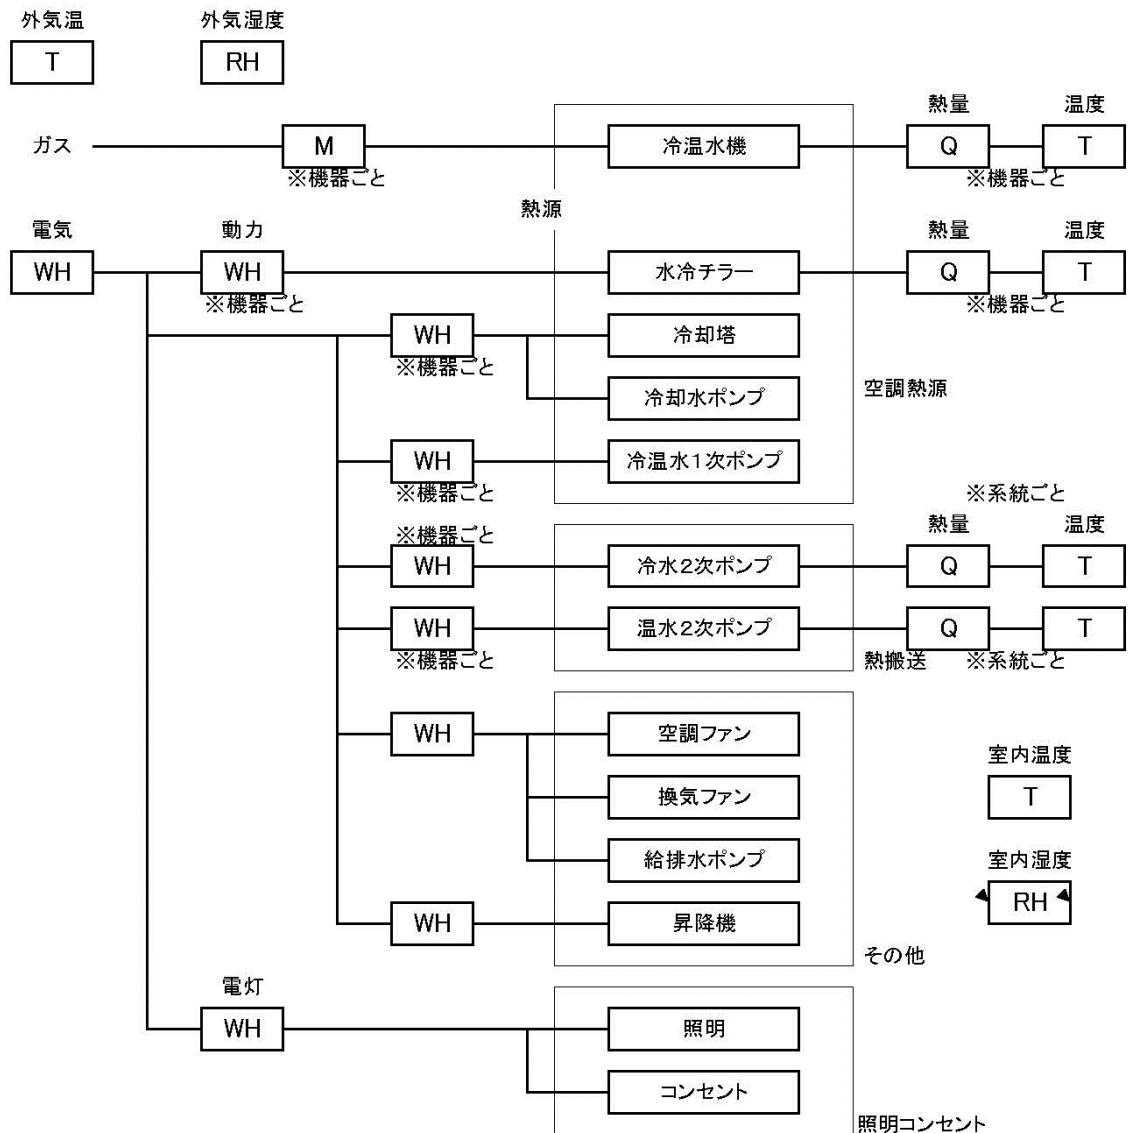 外気温 外気湿度
T RH
熱量 温度
ガス M 冷温水機 Q T
※機器ごと ※機器ごと
熱源
電気 動力 熱量 温度
WH WH 水冷チラー Q T
※機器ごと ※機器ごと
WH 冷却塔
※機器ごと
冷却水ポンプ 空調熱源
WH 冷温水1次ポンプ
※機器ごと ※系統ごと
※機器ごと 熱量 温度
WH 冷水2次ポンプ Q T
WH 温水2次ポンプ Q T
※機器ごと 熱搬送 ※系統ごと
WH 空調ファン
室内温度
換気ファン T
給排水ポンプ 室内湿度
WH 昇降機 RH
その他
電灯
WH 照明
コンセント
照明コンセント